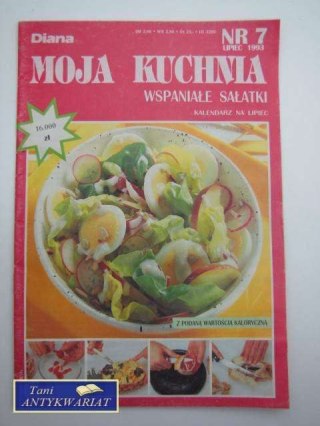 Diana
NR 7
LIPIEC 1993
MOJA KUCHNIA
WSPANIAŁE SAŁATKI
KALENDARZ NA LIPIEC
16.000
zł
Z PODANĄ WARTOŚCIĄ KALORYCZNĄ
Tani
ANTYKWARIAT